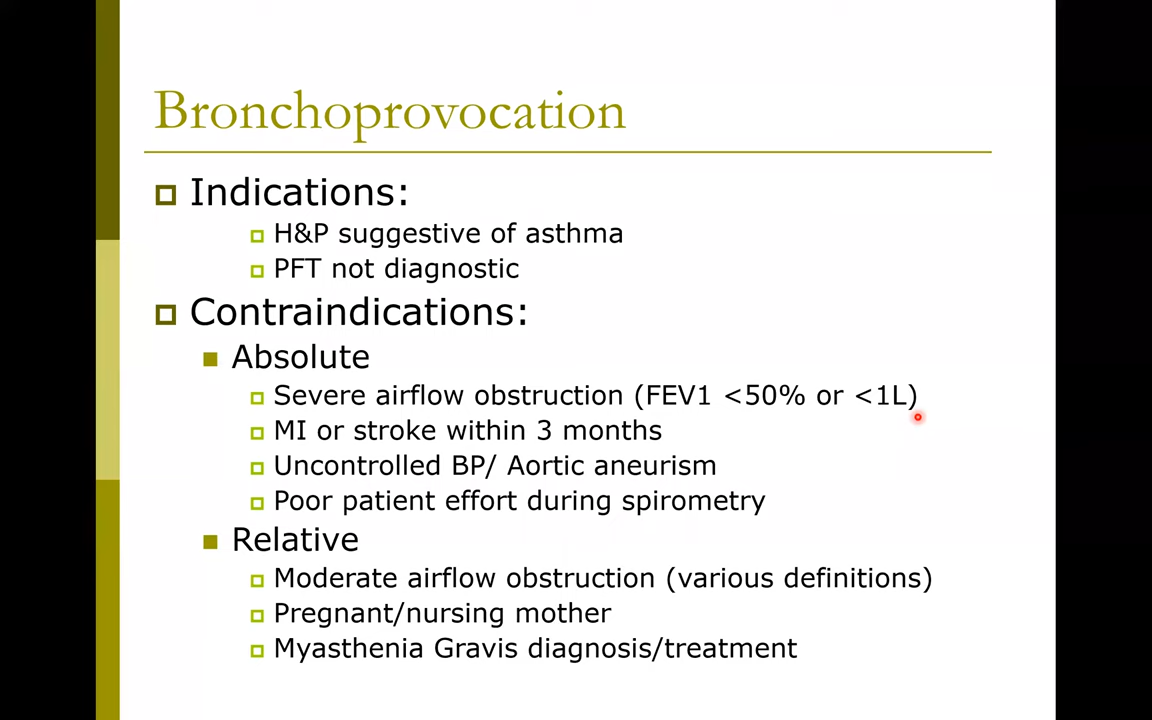 Bronchoprovocation
Indications:
H&P suggestive of asthma
PFT not diagnostic
Contraindications:
Absolute
Severe airflow obstruction (FEV1 <50% or <1L)
MI or stroke within 3 months
Uncontrolled BP/ Aortic aneurism
Poor patient effort during spirometry
Relative
Moderate airflow obstruction (various definitions)
Pregnant/nursing mother
Myasthenia Gravis diagnosis/treatment